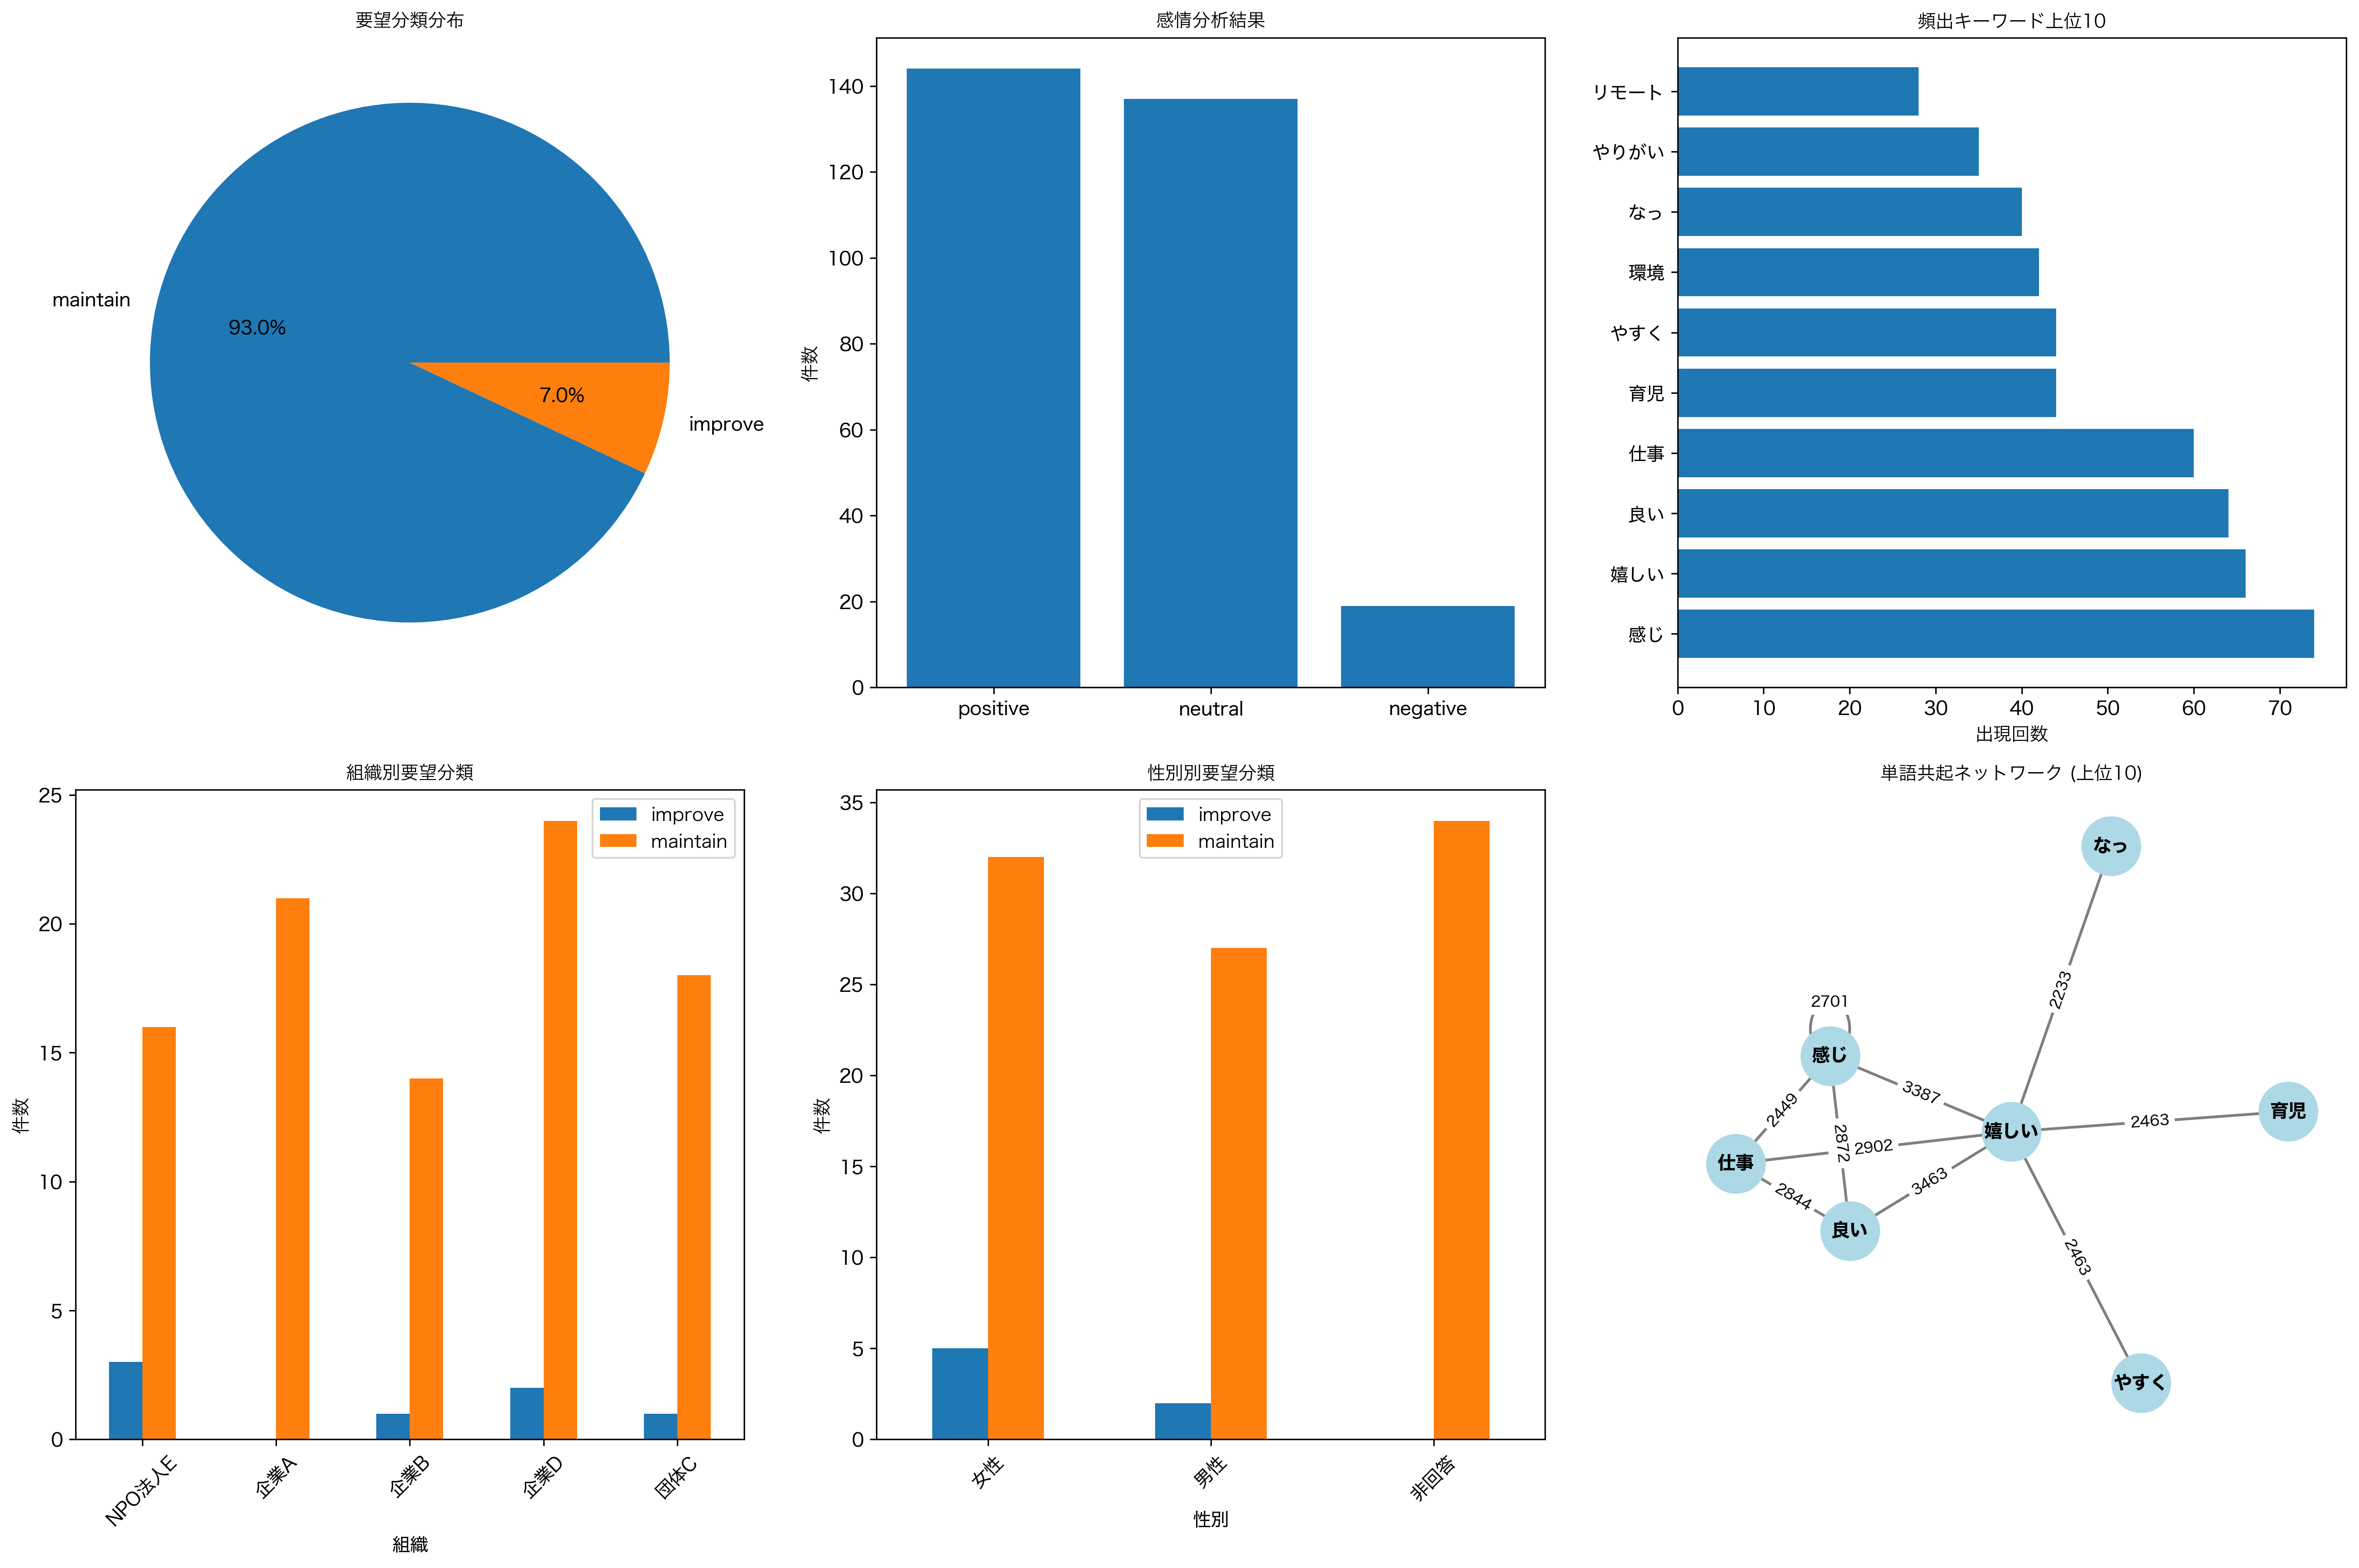 要望分類分布
maintain
93.0%
7.0%
improve
感情分析結果
件数
140
120
100
80
60
40
20
0
positive
neutral
negative
頻出キーワード上位10
リモート
やりがい
なっ
環境
やすく
育児
仕事
良い
嬉しい
感じ
0 10 20 30 40 50 60 70
出現回数
組織別要望分類
improve
maintain
件数
25
20
15
10
5
0
NPO法人E
企業A
企業B
企業D
団体C
組織
性別別要望分類
improve
maintain
件数
35
30
25
20
15
10
5
0
女性
男性
非回答
性別
単語共起ネットワーク (上位10)
なっ
2233
2701
感じ
3387
2449
2872
嬉しい
2463
育児
仕事
2902
2844
3463
良い
2463
やすく